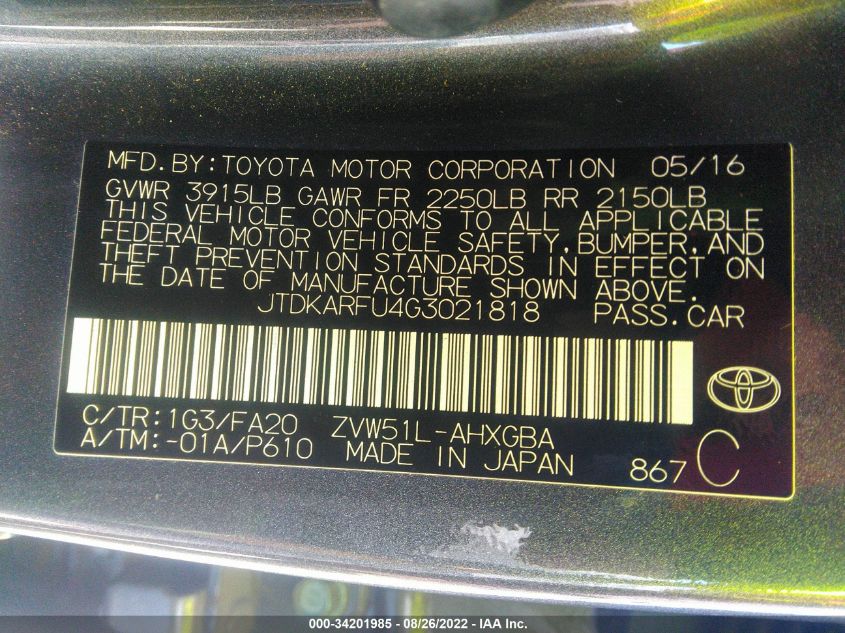 MFD.BY:TOYOTA MOTOR CORPORATION 05/16
GVWR 3915LB GAWR FR 2250LB RR 2150LB
THIS VEHICLE CONFORMS TO ALL APPLICABLE
FEDERAL MOTOR VEHICLE SAFETY,BUMPER,AND
THEFT PREVENTION STANDARDS IN EFFECT ON
THE DATE OF MANUFACTURE SHOWN ABOVE.
JTDKARFU4G3021818 PASS.CAR
C/TR:1G3/FA20 ZVW51L-AHXGBA
A/TM:-01A/P610 MADE IN JAPAN 867 C
000-34201985 - 08/26/2022 - IAA Inc.